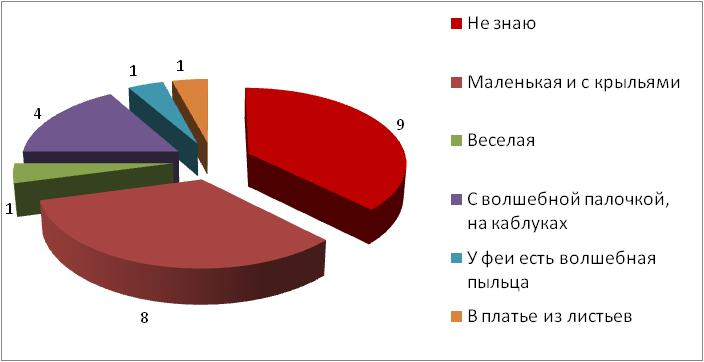 1
1
4
9
1
8
Не знаю
Маленькая и с крыльями
Веселая
С волшебной палочкой,
на каблуках
У феи есть волшебная
пыльца
В платье из листьев